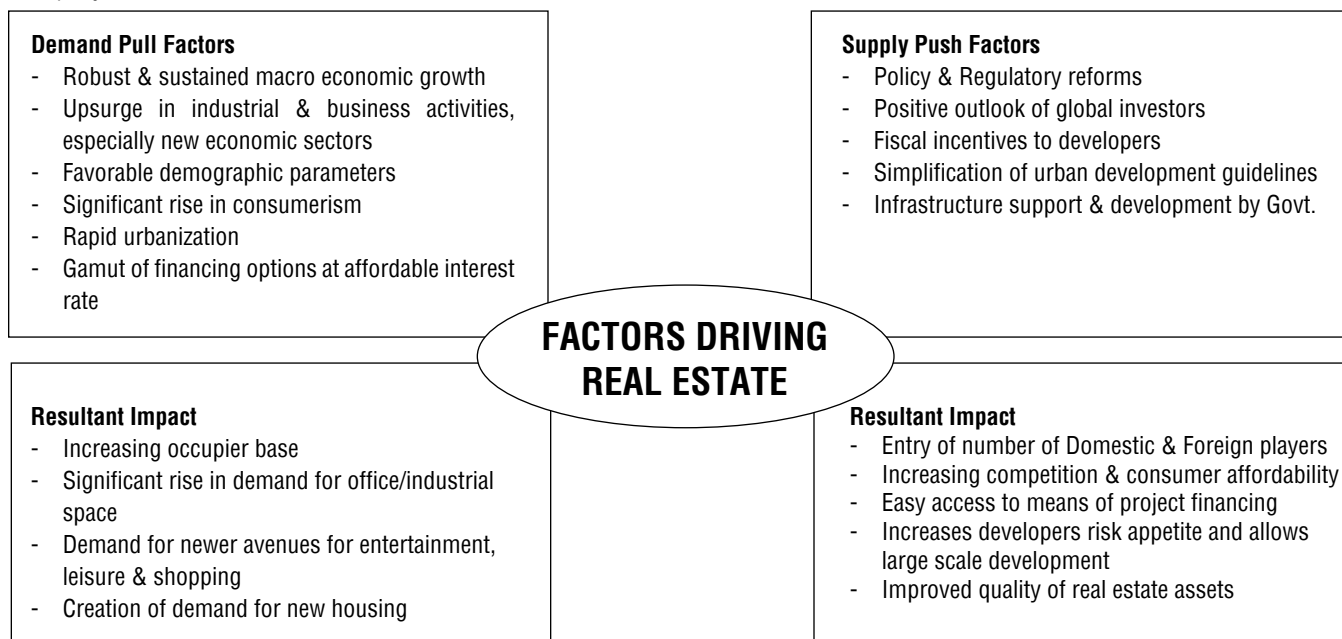 Demand Pull Factors
- Robust & sustained macro economic growth
- Upsurge in industrial & business activities,
especially new economic sectors
- Favorable demographic parameters
- Significant rise in consumerism
- Rapid urbanization
- Gamut of financing options at affordable interest
rate
Supply Push Factors
- Policy & Regulatory reforms
- Positive outlook of global investors
- Fiscal incentives to developers
- Simplification of urban development guidelines
- Infrastructure support & development by Govt.
FACTORS DRIVING
REAL ESTATE
Resultant Impact
- Increasing occupier base
- Significant rise in demand for office/industrial
space
- Demand for newer avenues for entertainment,
leisure & shopping
- Creation of demand for new housing
Resultant Impact
- Entry of number of Domestic & Foreign players
- Increasing competition & consumer affordability
- Easy access to means of project financing
- Increases developers risk appetite and allows
large scale development
- Improved quality of real estate assets